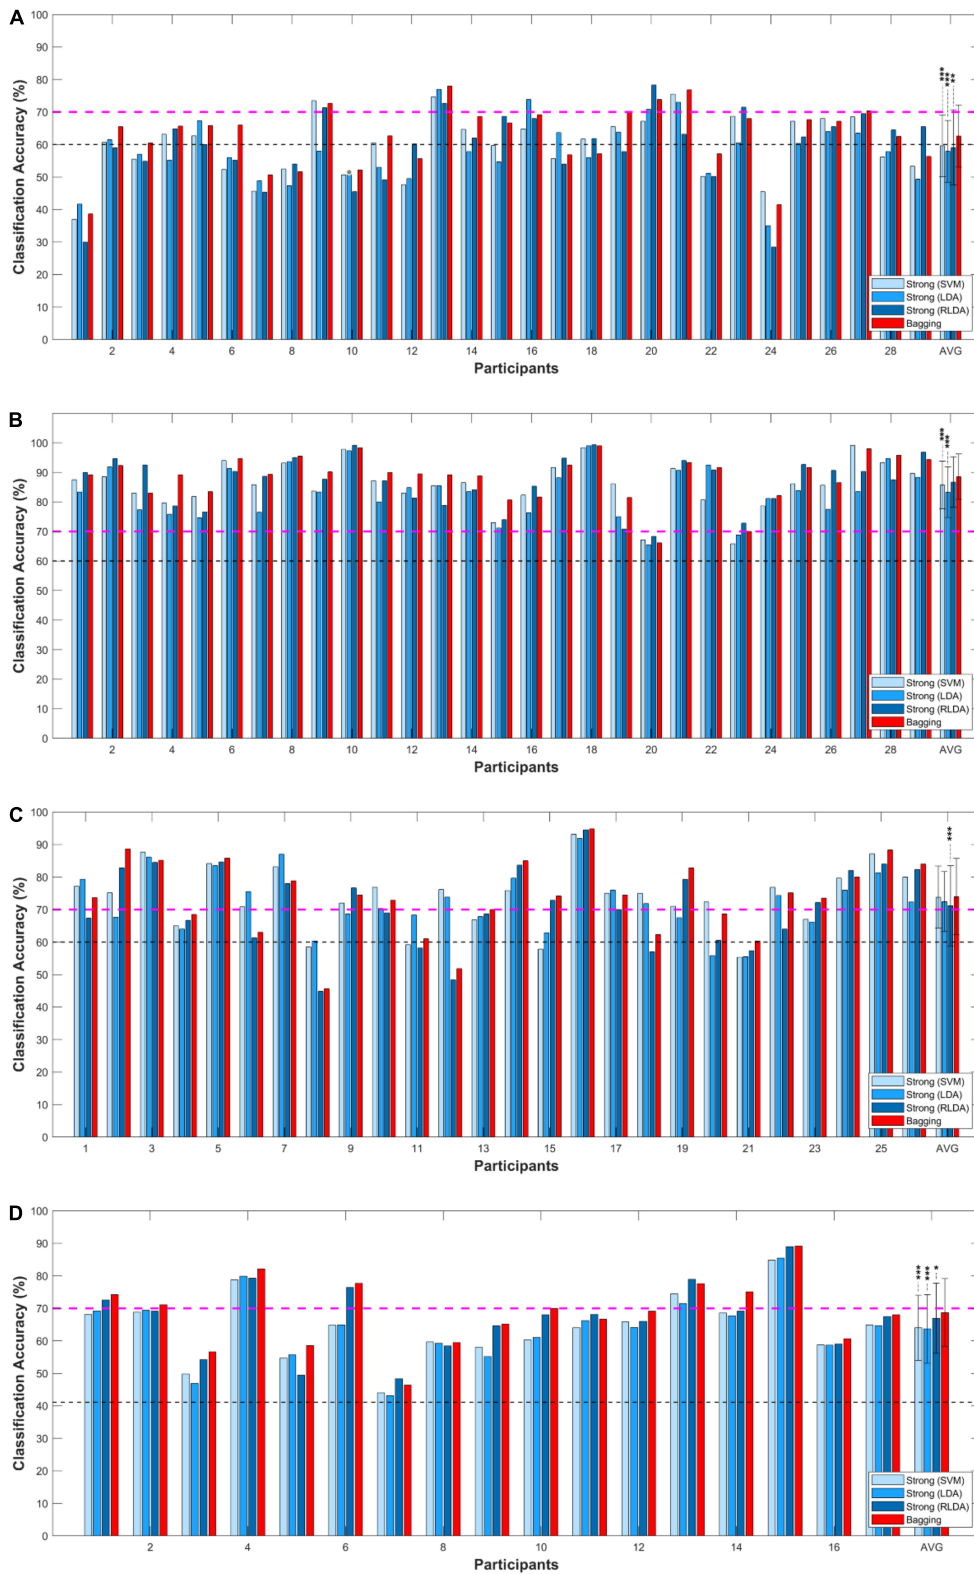 A
Classification Accuracy (%)
100
90
80
70
60
50
40
30
20
10
0
*
***
***
**
Strong (SVM)
Strong (LDA)
Strong (RLDA)
Bagging
2 4 6 8 10 12 14 16 18 20 22 24 26 28 AVG
Participants
B
Classification Accuracy (%)
100
90
80
70
60
50
40
30
20
10
0
***
***
Strong (SVM)
Strong (LDA)
Strong (RLDA)
Bagging
2 4 6 8 10 12 14 16 18 20 22 24 26 28 AVG
Participants
C
Classification Accuracy (%)
100
90
80
70
60
50
40
30
20
10
0
***
Strong (SVM)
Strong (LDA)
Strong (RLDA)
Bagging
1 3 5 7 9 11 13 15 17 19 21 23 25 AVG
Participants
D
Classification Accuracy (%)
100
90
80
70
60
50
40
30
20
10
0
***
***
*
Strong (SVM)
Strong (LDA)
Strong (RLDA)
Bagging
2 4 6 8 10 12 14 16 AVG
Participants